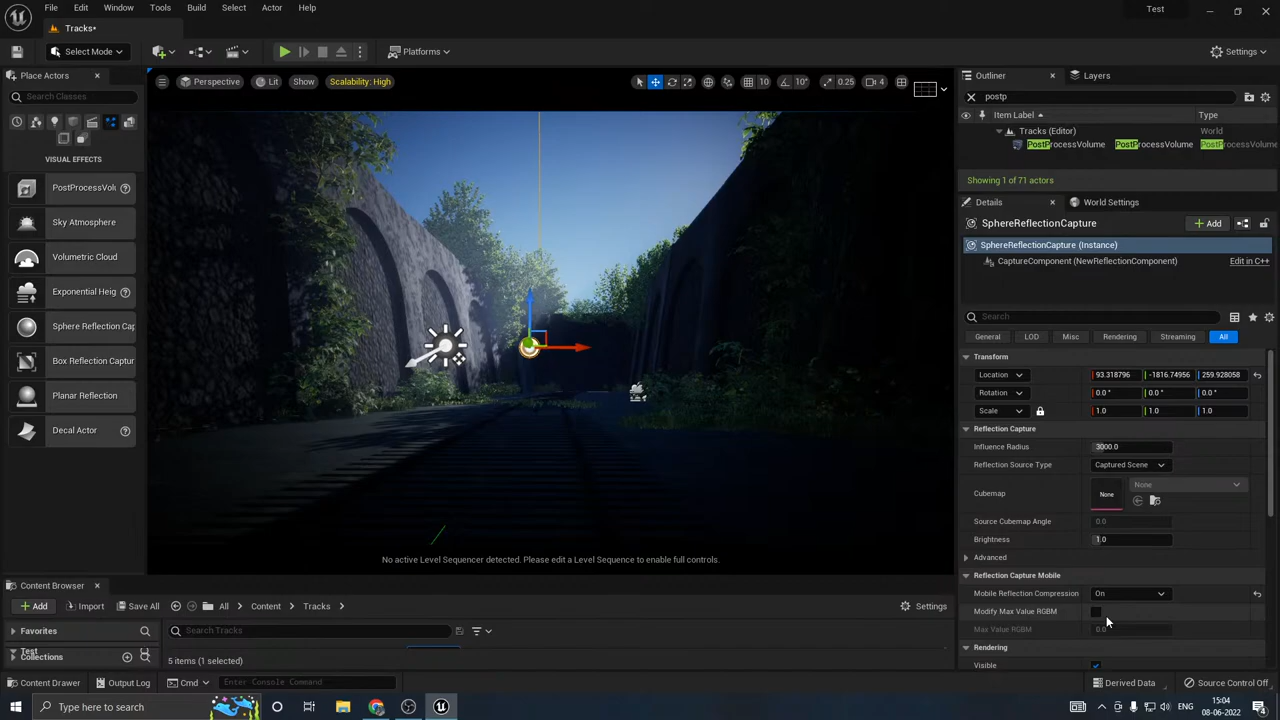 File Edit Window Tools Build Select Actor Help Test
Tracks*
Select Mode Platforms Settings
Place Actors
Search Classes
VISUAL EFFECTS
PostProcessVolu
Sky Atmosphere
Volumetric Cloud
Exponential Heig
Sphere Reflection Cap
Box Reflection Captur
Planar Reflection
Decal Actor
Perspective Lit Show Scalability: High 10 10° 0.25 4
No active Level Sequencer detected. Please edit a Level Sequence to enable full controls.
Outliner Layers
postp
Item Label Type
Tracks (Editor) World
PostProcessVolume PostProcessVolume PostProcessVolum
Showing 1 of 71 actors
Details World Settings
SphereReflectionCapture Add
SphereReflectionCapture (Instance)
CaptureComponent (NewReflectionComponent) Edit in C++
Search
General LOD Misc Rendering Streaming All
Transform
Location 93.318796 -1816.74956 259.928058
Rotation 0.0 ° 0.0 ° 0.0 °
Scale 1.0 1.0 1.0
Reflection Capture
Influence Radius 3000.0
Reflection Source Type Captured Scene
Cubemap None None
Source Cubemap Angle 0.0
Brightness 1.0
Advanced
Reflection Capture Mobile
Mobile Reflection Compression On
Modify Max Value RGBM
Max Value RGBM 0.0
Rendering
Visible
Content Browser
Add Import Save All All Content Tracks Settings
Favorites
Test
Collections
Search Tracks
5 items (1 selected)
Content Drawer Output Log Cmd Enter Console Command Derived Data Source Control Off
Type here to search
15:04
08-06-2022